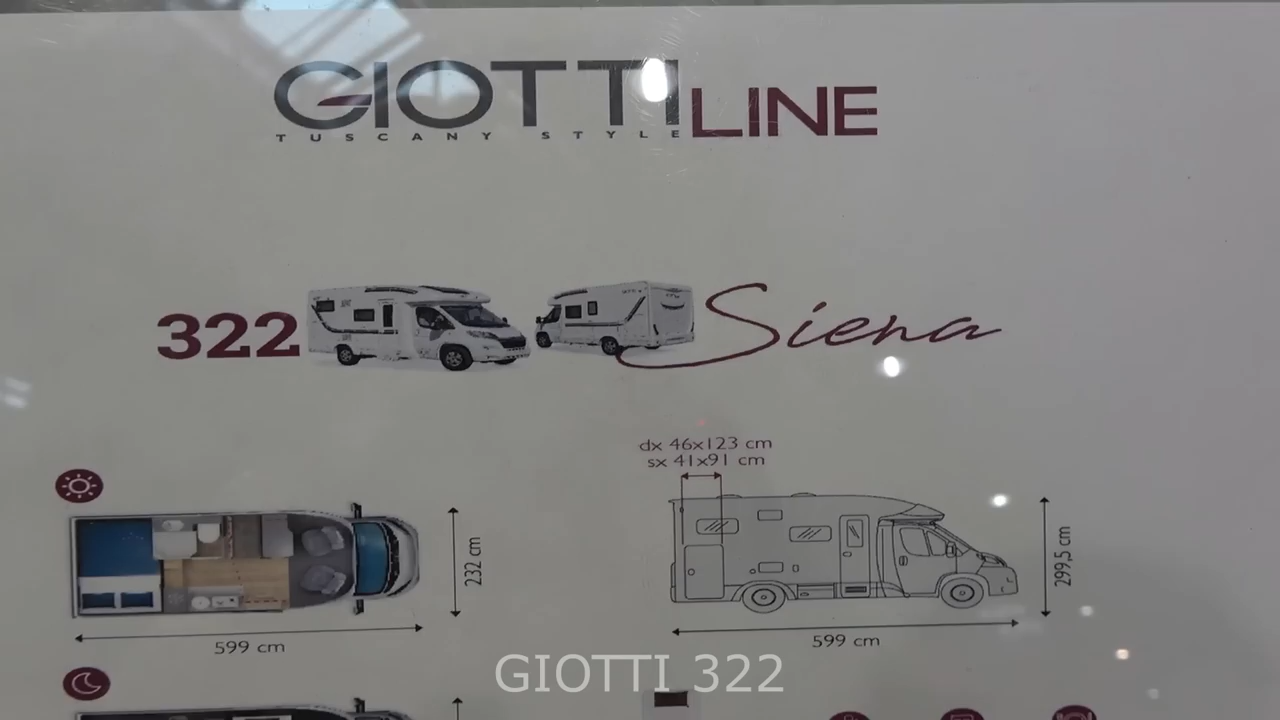 GIOTTI LINE
TUSCANY STYLE
322 Siena
dx 46x123 cm
sx 41x91 cm
232 cm
299,5 cm
599 cm
599 cm
GIOTTI 322